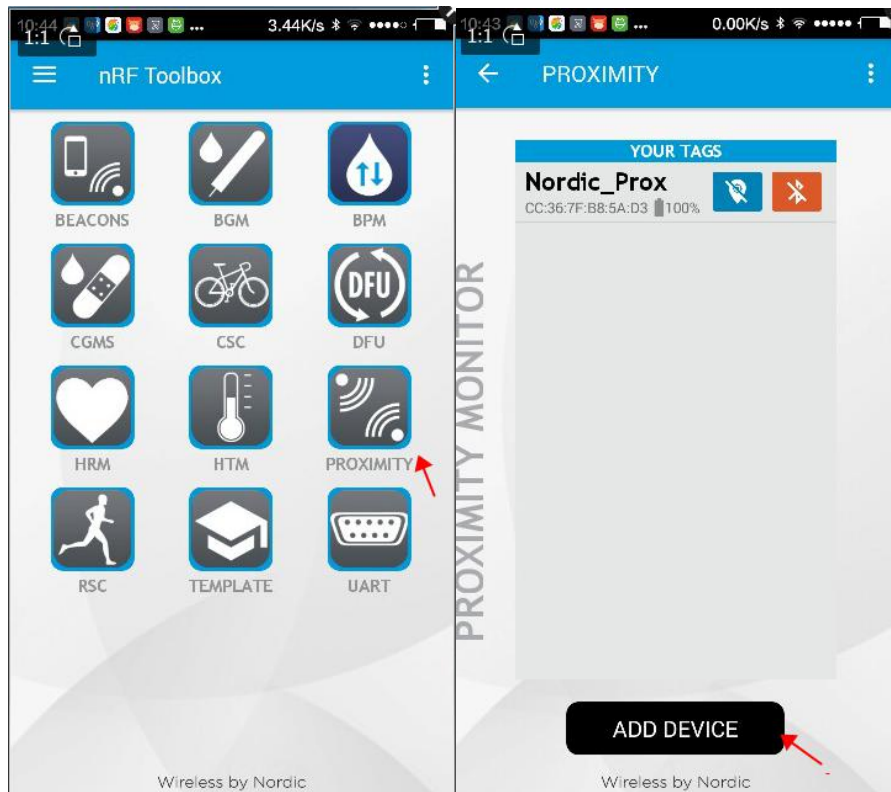 10:44 ... 3.44K/s
1:1
nRF Toolbox
BEACONS BGM BPM
CGMS CSC DFU
DFU
HRM HTM PROXIMITY
RSC TEMPLATE UART
Wireless by Nordic
10:43 ... 0.00K/s
1:1
PROXIMITY
YOUR TAGS
Nordic_Prox
CC:36:7F:B8:5A:D3 100%
PROXIMITY MONITOR
ADD DEVICE
Wireless by Nordic